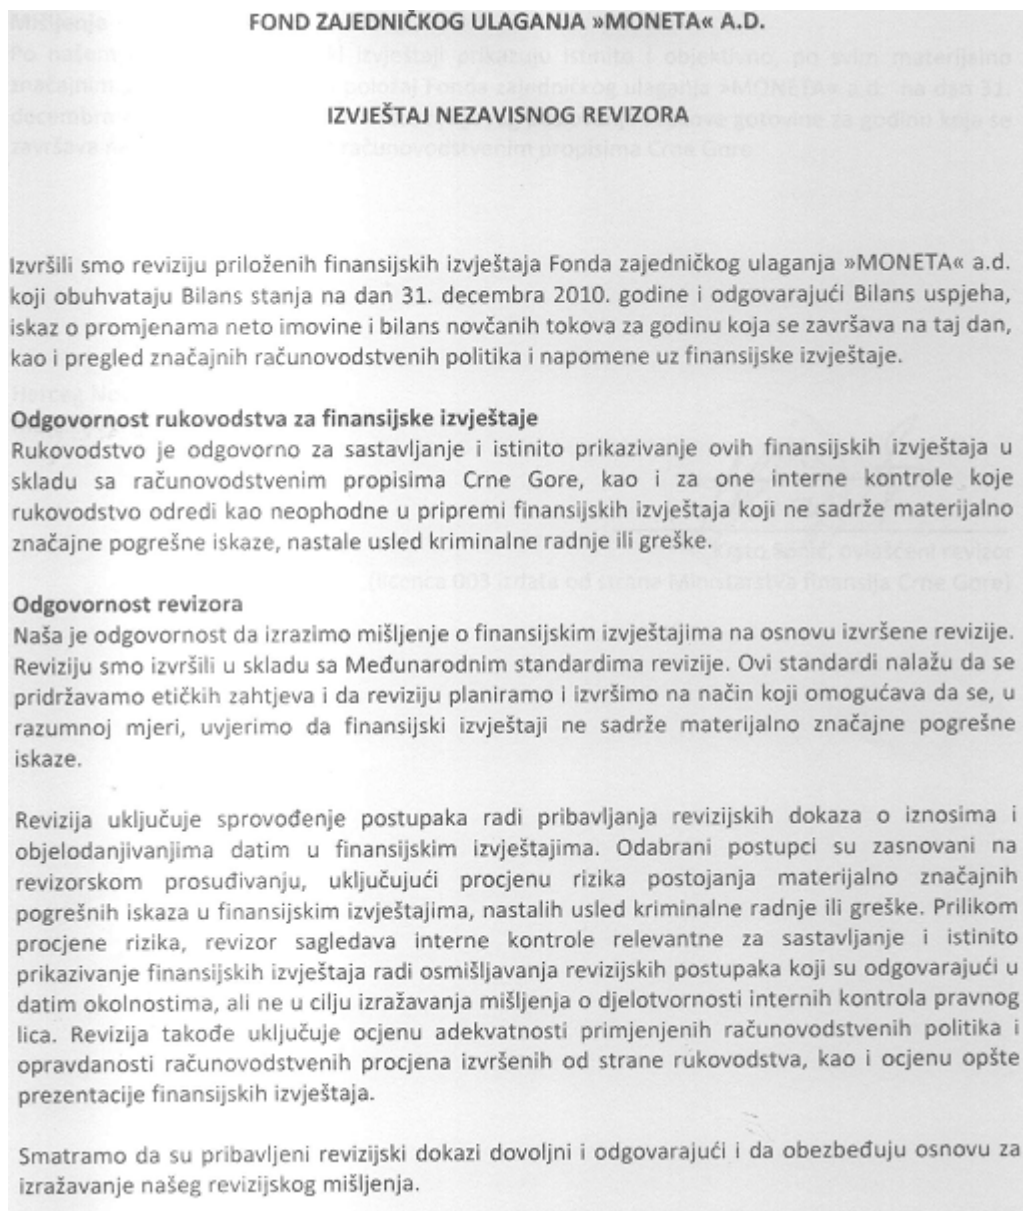 FOND ZAJEDNIČKOG ULAGANJA »MONETA« A.D.
IZVJEŠTAJ NEZAVISNOG REVIZORA
Izvršili smo reviziju priloženih finansijskih izvještaja Fonda zajedničkog ulaganja »MONETA« a.d.
koji obuhvataju Bilans stanja na dan 31. decembra 2010. godine i odgovarajući Bilans uspjeha,
iskaz o promjenama neto imovine i bilans novčanih tokova za godinu koja se završava na taj dan,
kao i pregled značajnih računovodstvenih politika i napomene uz finansijske izvještaje.
Odgovornost rukovodstva za finansijske izvještaje
Rukovodstvo je odgovorno za sastavljanje i istinito prikazivanje ovih finansijskih izvještaja u
skladu sa računovodstvenim propisima Crne Gore, kao i za one interne kontrole koje
rukovodstvo odredi kao neophodne u pripremi finansijskih izvještaja koji ne sadrže materijalno
značajne pogrešne iskaze, nastale usled kriminalne radnje ili greške.
Odgovornost revizora
Naša je odgovornost da izrazimo mišljenje o finansijskim izvještajima na osnovu izvršene revizije.
Reviziju smo izvršili u skladu sa Međunarodnim standardima revizije. Ovi standardi nalažu da se
pridržavamo etičkih zahtjeva i da reviziju planiramo i izvršimo na način koji omogućava da se, u
razumnoj mjeri, uvjerimo da finansijski izvještaji ne sadrže materijalno značajne pogrešne
iskaze.
Revizija uključuje sprovođenje postupaka radi pribavljanja revizijskih dokaza o iznosima i
objelodanjivanjima datim u finansijskim izvještajima. Odabrani postupci su zasnovani na
revizorskom prosuđivanju, uključujući procjenu rizika postojanja materijalno značajnih
pogrešnih iskaza u finansijskim izvještajima, nastalih usled kriminalne radnje ili greške. Prilikom
procjene rizika, revizor sagledava interne kontrole relevantne za sastavljanje i istinito
prikazivanje finansijskih izvještaja radi osmišljavanja revizijskih postupaka koji su odgovarajući u
datim okolnostima, ali ne u cilju izražavanja mišljenja o djelotvornosti internih kontrola pravnog
lica. Revizija takođe uključuje ocjenu adekvatnosti primjenjenih računovodstvenih politika i
opravdanosti računovodstvenih procjena izvršenih od strane rukovodstva, kao i ocjenu opšte
prezentacije finansijskih izvještaja.
Smatramo da su pribavljeni revizijski dokazi dovoljni i odgovarajući i da obezbeđuju osnovu za
izražavanje našeg revizijskog mišljenja.